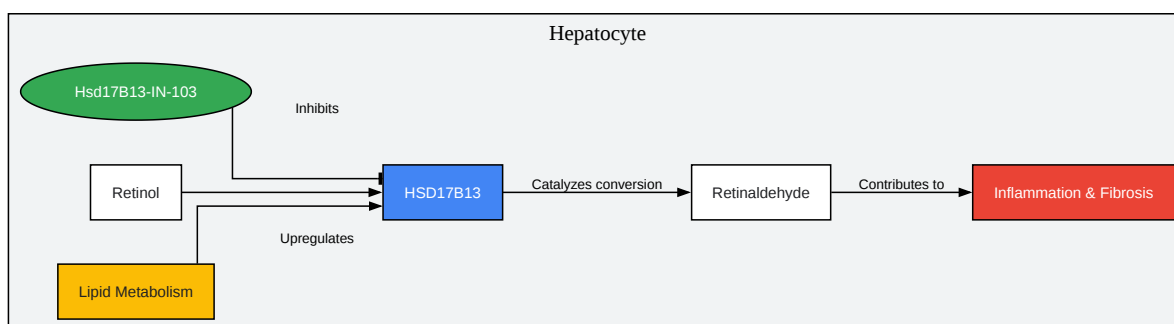 Hepatocyte
Hsd17B13-IN-103
Inhibits
Retinol
HSD17B13
Catalyzes conversion
Retinaldehyde
Contributes to
Inflammation & Fibrosis
Upregulates
Lipid Metabolism